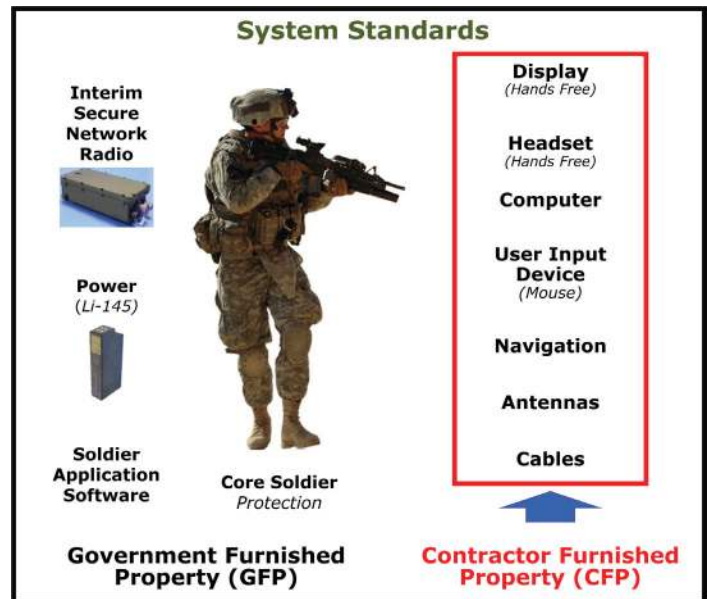 System Standards
Interim
Secure
Network
Radio
Power
(Li-145)
Soldier
Application
Software
Core Soldier
Protection
Government Furnished
Property (GFP)
Display
(Hands Free)
Headset
(Hands Free)
Computer
User Input
Device
(Mouse)
Navigation
Antennas
Cables
Contractor Furnished
Property (CFP)